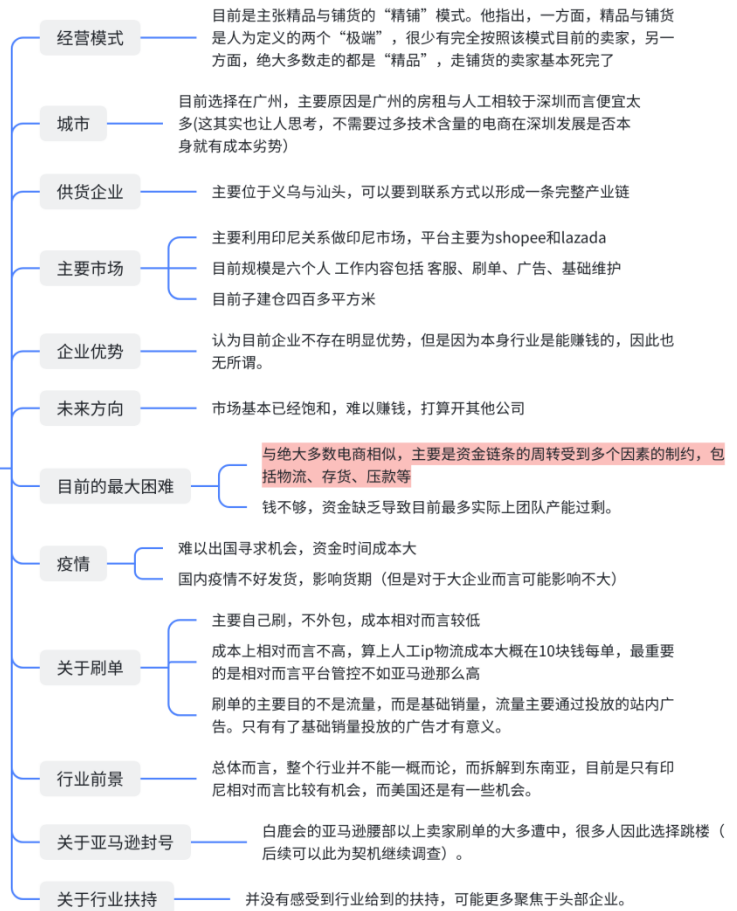 经营模式
目前是主张精品与铺货的“精铺”模式。他指出，一方面，精品与铺货
是人为定义的两个“极端”，很少有完全按照该模式目前的卖家，另一
方面，绝大多数走的都是“精品”，走铺货的卖家基本死完了
城市
目前选择在广州，主要原因是广州的房租与人工相较于深圳而言便宜太
多(这其实也让人思考，不需要过多技术含量的电商在深圳发展是否本
身就有成本劣势）
供货企业
主要位于义乌与汕头，可以要到联系方式以形成一条完整产业链
主要市场
主要利用印尼关系做印尼市场，平台主要为shopee和lazada
目前规模是六个人 工作内容包括 客服、刷单、广告、基础维护
目前子建仓四百多平方米
企业优势
认为目前企业不存在明显优势，但是因为本身行业是能赚钱的，因此也
无所谓。
未来方向
市场基本已经饱和，难以赚钱，打算开其他公司
目前的最大困难
与绝大多数电商相似，主要是资金链条的周转受到多个因素的制约，包
括物流、存货、压款等
钱不够，资金缺乏导致目前最多实际上团队产能过剩。
疫情
难以出国寻求机会，资金时间成本大
国内疫情不好发货，影响货期（但是对于大企业而言可能影响不大）
关于刷单
主要自己刷，不外包，成本相对而言较低
成本上相对而言不高，算上人工ip物流成本大概在10块钱每单，最重要
的是相对而言平台管控不如亚马逊那么高
刷单的主要目的不是流量，而是基础销量，流量主要通过投放的站内广
告。只有有了基础销量投放的广告才有意义。
行业前景
总体而言，整个行业并不能一概而论，而拆解到东南亚，目前是只有印
尼相对而言比较有机会，而美国还是有一些机会。
关于亚马逊封号
白鹿会的亚马逊腰部以上卖家刷单的大多遭中，很多人因此选择跳楼（
后续可以此为契机继续调查）。
关于行业扶持
并没有感受到行业给到的扶持，可能更多聚焦于头部企业。